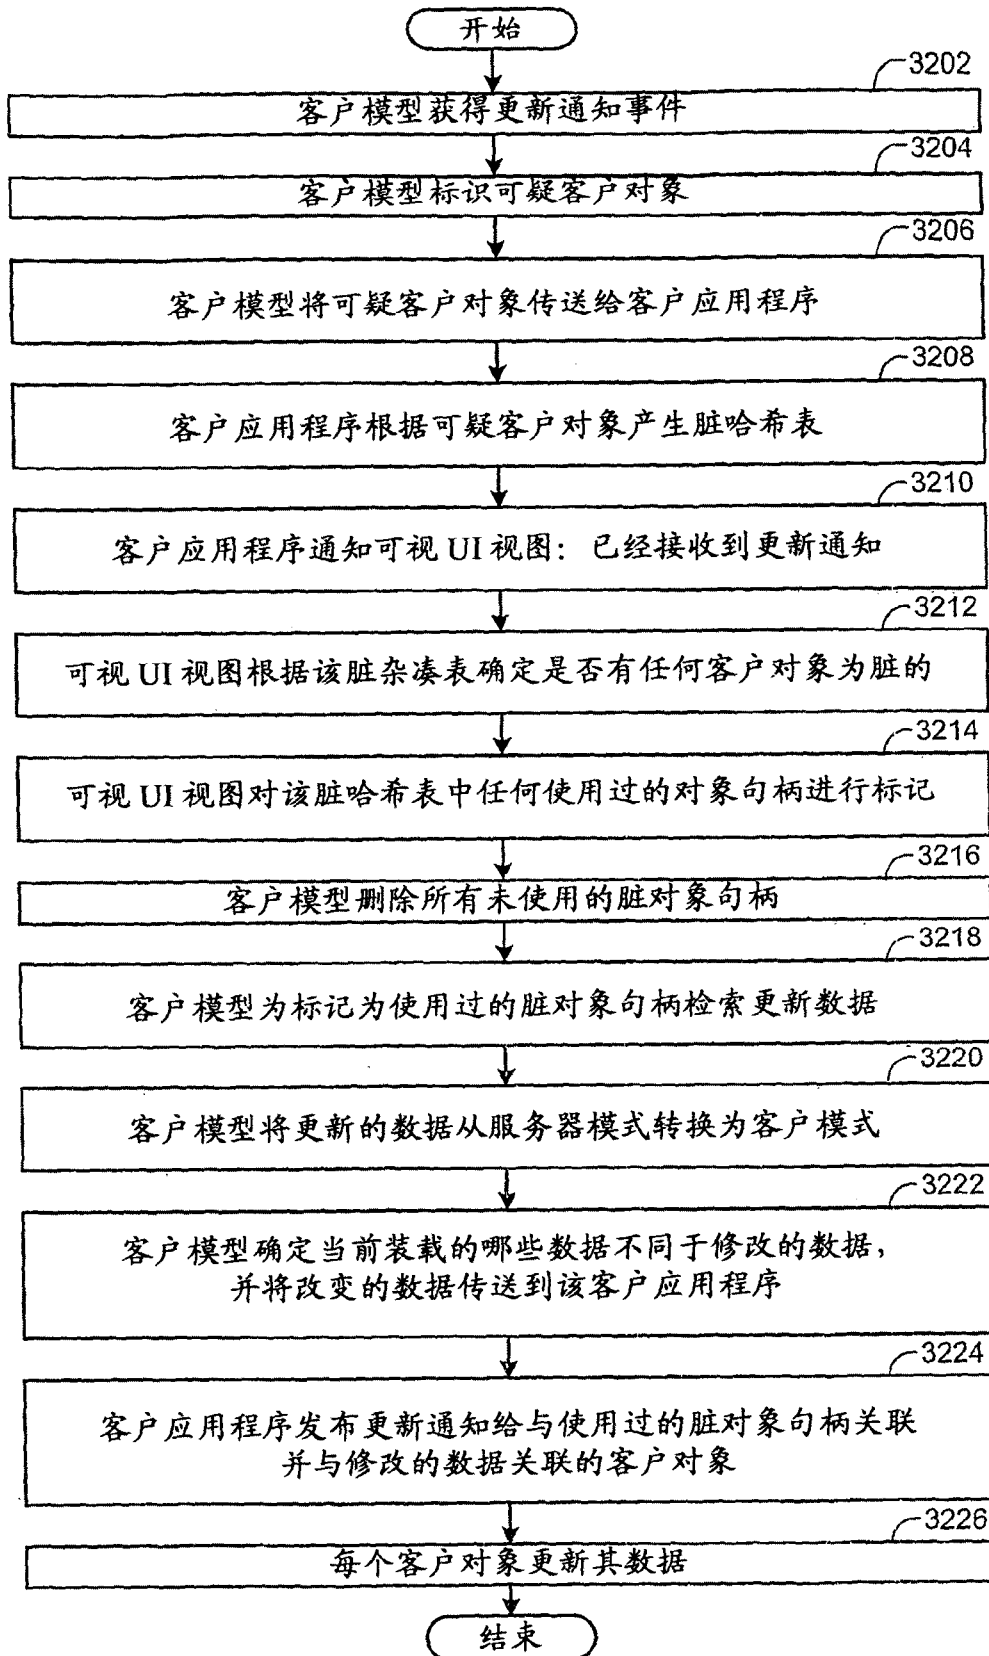 开始
3202
客户模型获得更新通知事件
3204
客户模型标识可疑客户对象
3206
客户模型将可疑客户对象传送给客户应用程序
3208
客户应用程序根据可疑客户对象产生脏哈希表
3210
客户应用程序通知可视 UI 视图：已经接收到更新通知
3212
可视 UI 视图根据该脏杂凑表确定是否有任何客户对象为脏的
3214
可视 UI 视图对该脏哈希表中任何使用过的对象句柄进行标记
3216
客户模型删除所有未使用的脏对象句柄
3218
客户模型为标记为使用过的脏对象句柄检索更新数据
3220
客户模型将更新的数据从服务器模式转换为客户模式
3222
客户模型确定当前装载的哪些数据不同于修改的数据，
并将改变的数据传送到该客户应用程序
3224
客户应用程序发布更新通知给与使用过的脏对象句柄关联
并与修改的数据关联的客户对象
3226
每个客户对象更新其数据
结束